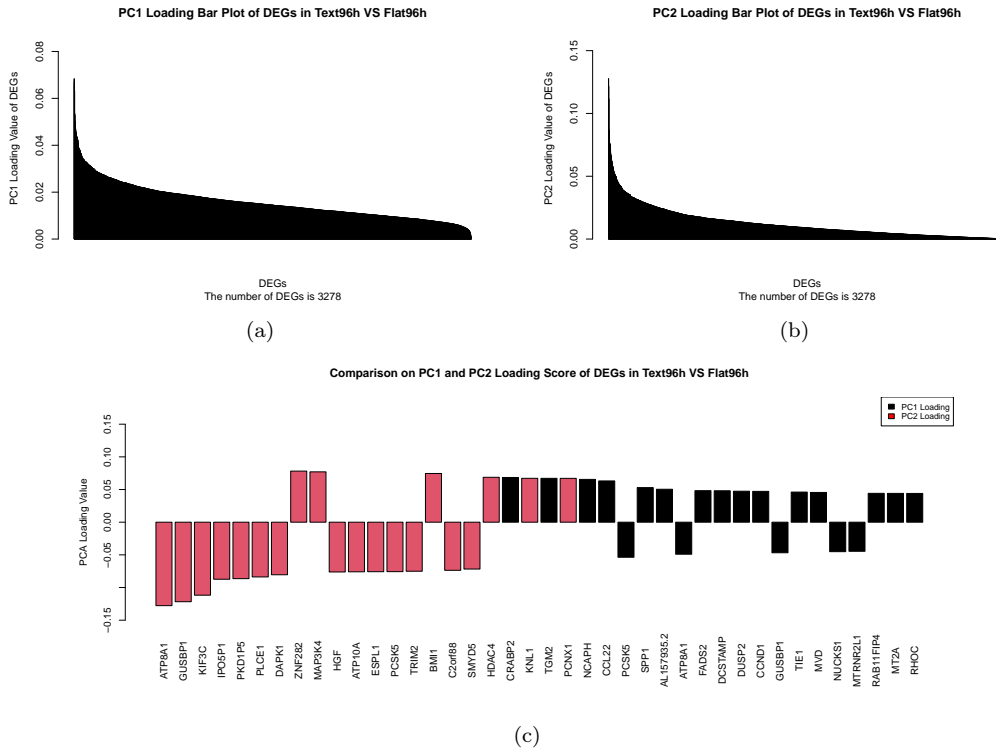 PC1 Loading Bar Plot of DEGs in Text96h VS Flat96h
PC1 Loading Value of DEGs
0.00 0.02 0.04 0.06 0.08
DEGs
The number of DEGs is 3278
(a)
PC2 Loading Bar Plot of DEGs in Text96h VS Flat96h
PC2 Loading Value of DEGs
0.00 0.05 0.10 0.15
DEGs
The number of DEGs is 3278
(b)
Comparison on PC1 and PC2 Loading Score of DEGs in Text96h VS Flat96h
PC1 Loading
PC2 Loading
PCA Loading Value
−0.15 −0.05 0.00 0.05 0.10 0.15
ATP8A1
GUSBP1
KIF3C
IPO5P1
PKD1P5
PLCE1
DAPK1
ZNF282
MAP3K4
HGF
ATP10A
ESPL1
PCSK5
TRIM2
BMI1
C2orf88
SMYD5
HDAC4
CRABP2
KNL1
TGM2
PCNX1
NCAPH
CCL22
PCSK5
SPP1
AL157935.2
ATP8A1
FADS2
DCSTAMP
DUSP2
CCND1
GUSBP1
TIE1
MVD
NUCKS1
MTRNR2L1
RAB11FIP4
MT2A
RHOC
(c)